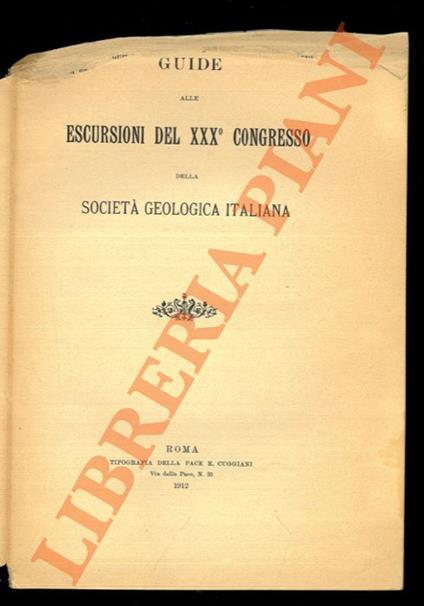 GUIDE
ALLE
ESCURSIONI DEL XXX° CONGRESSO
DELLA
SOCIETÀ GEOLOGICA ITALIANA
ROMA
TIPOGRAFIA DELLA PACE E. CUGGIANI
Via della Pace, N. 35
1912
LIBRERIA PIANI